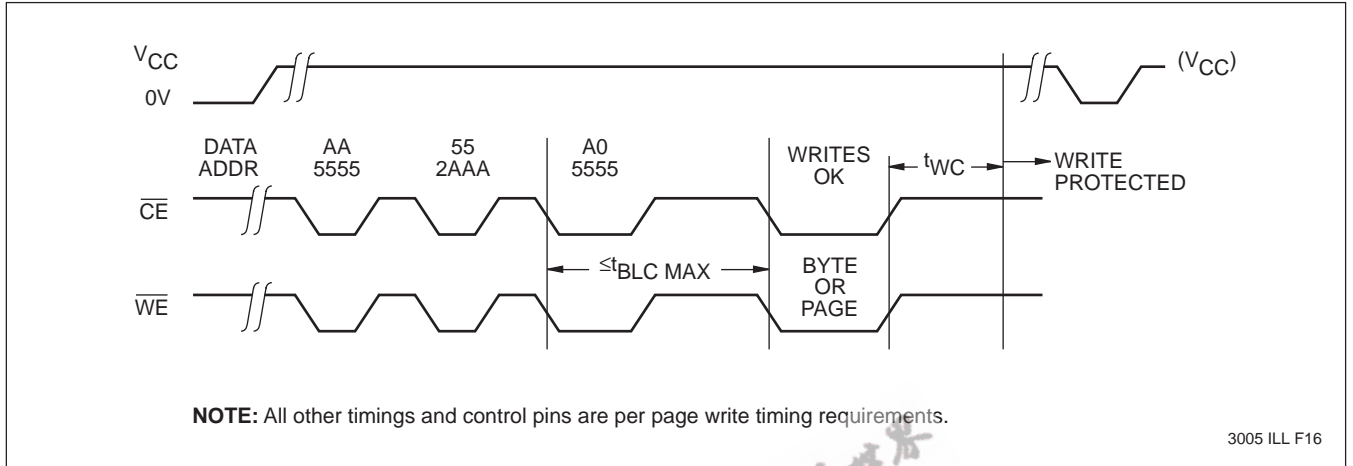 VCC
0V
(VCC)
DATA
ADDR
AA
5555
55
2AAA
A0
5555
WRITES
OK
tWC
WRITE
PROTECTED
CE
≤tBLC MAX
BYTE
OR
PAGE
WE
NOTE: All other timings and control pins are per page write timing requirements.
3005 ILL F16